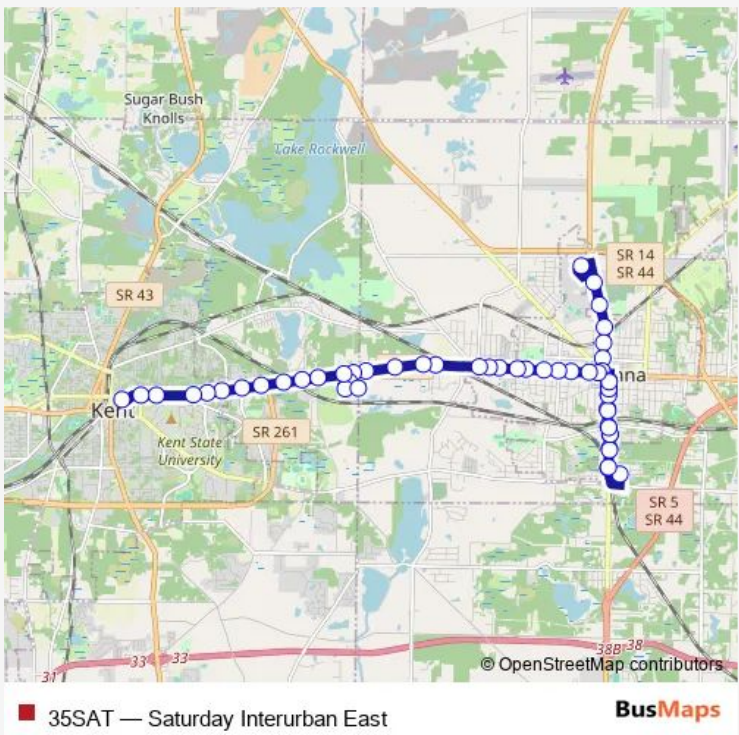 Sugar Bush
Knolls
Lake Rockwell
SR 14
SR 44
SR 43
nna
Kent
SR 261
Kent State
University
SR 5
SR 44
38B 38
33 33
31
© OpenStreetMap contributors
35SAT — Saturday Interurban East
BusMaps